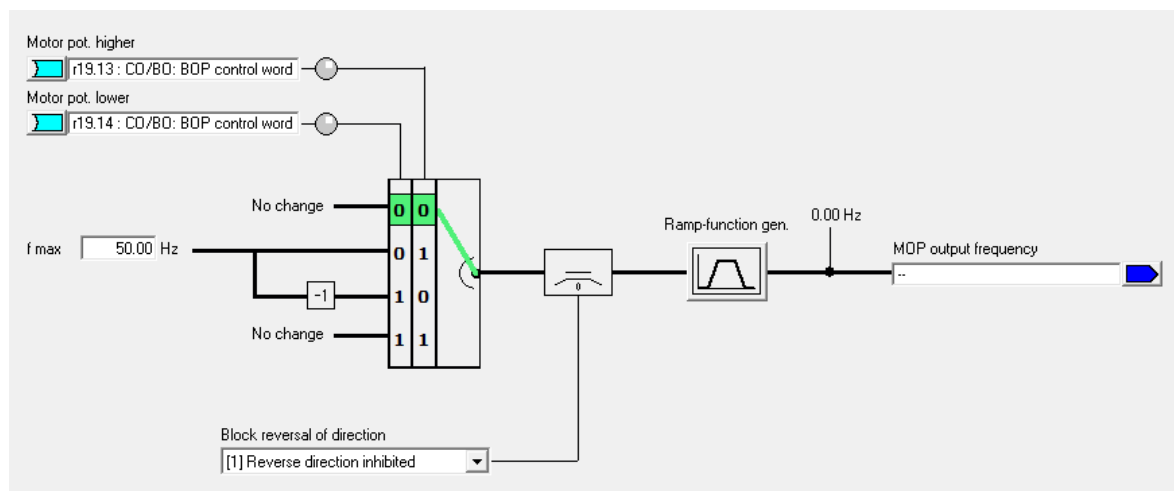 Motor pot. higher
r19.13 : CO/BO: BOP control word
Motor pot. lower
r19.14 : CO/BO: BOP control word
No change 0 0
f max 50.00 Hz 0 1
-1 1 0
No change 1 1
0
Ramp-function gen.
0.00 Hz
MOP output frequency
--
Block reversal of direction
[1] Reverse direction inhibited